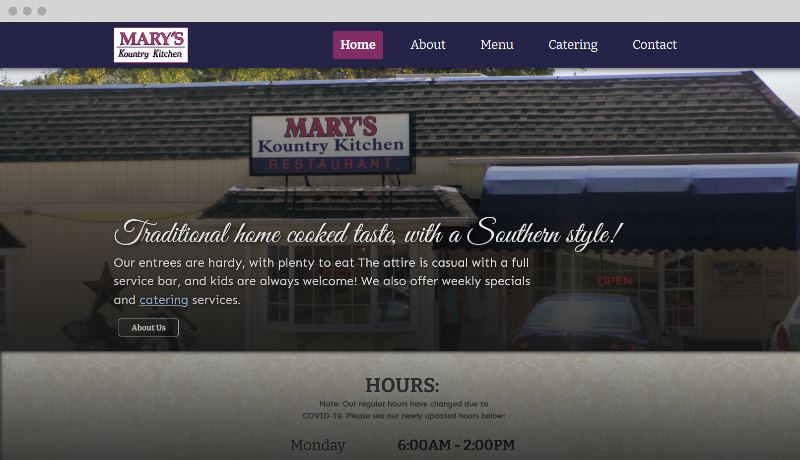 MARY'S
Kountry Kitchen
Home About Menu Catering Contact
MARY'S
Kountry Kitchen
RESTAURANT
Traditional home cooked taste, with a Southern style!
Our entrees are hardy, with plenty to eat The attire is casual with a full
service bar, and kids are always welcome! We also offer weekly specials
and catering services.
OPEN
About Us
HOURS:
Note: Our regular hours have changed due to
COVID-19. Please see our newly updated hours below:
Monday 6:00AM - 2:00PM